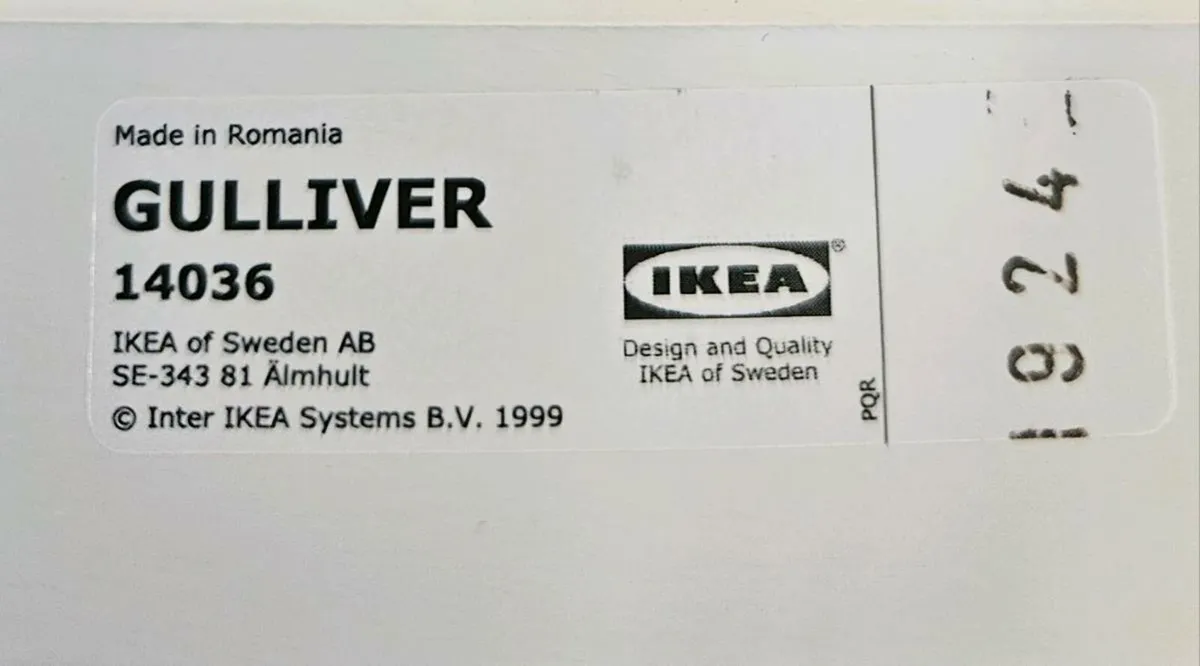 Made in Romania
GULLIVER
14036
IKEA of Sweden AB
SE-343 81 Älmhult
© Inter IKEA Systems B.V. 1999
IKEA®
Design and Quality
IKEA of Sweden
PQR
924